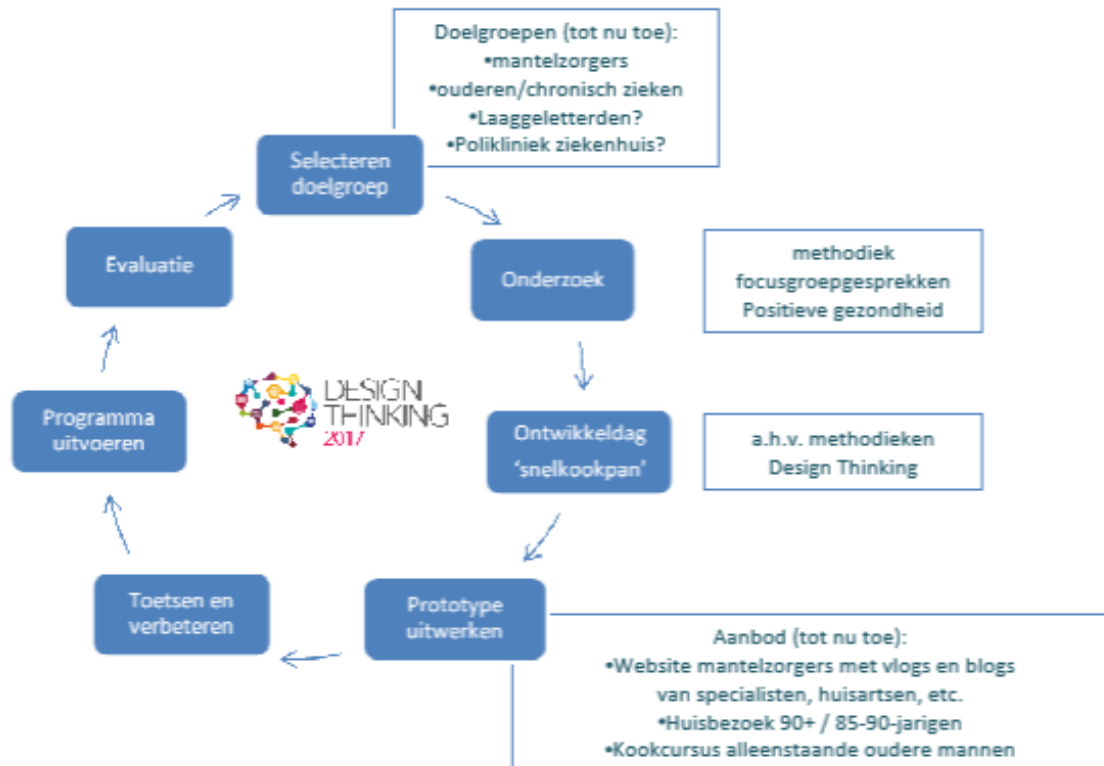 Doelgroepen (tot nu toe):
•mantelzorgers
•ouderen/chronisch zieken
•Laaggeletterden?
•Polikliniek ziekenhuis?
Selecteren
doelgroep
Onderzoek
methodiek
focusgroepgesprekken
Positieve gezondheid
Ontwikkeldag
‘snelkookpan’
a.h.v. methodieken
Design Thinking
Prototype
uitwerken
Aanbod (tot nu toe):
•Website mantelzorgers met vlogs en blogs
van specialisten, huisartsen, etc.
•Huisbezoek 90+ / 85-90-jarigen
•Kookcursus alleenstaande oudere mannen
Toetsen en
verbeteren
Programma
uitvoeren
Evaluatie
DESIGN
THINKING
2017